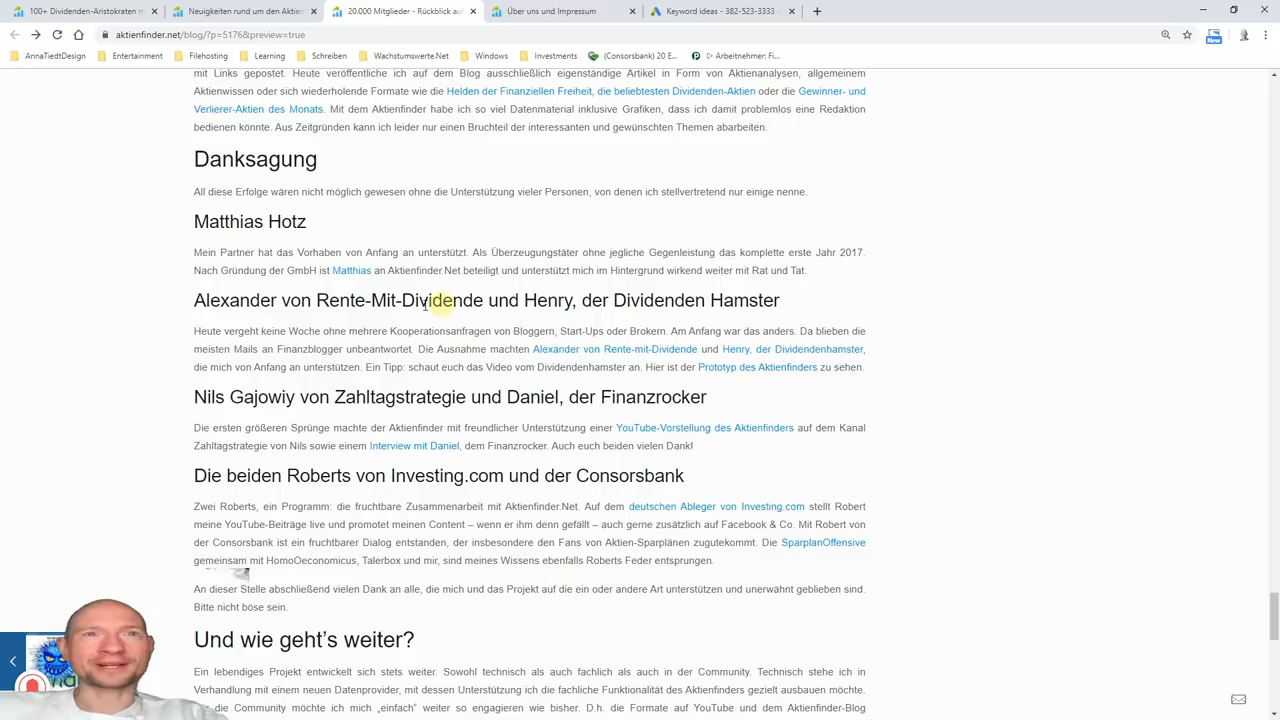 100+ Dividenden-Aristokraten m
Neuigkeiten rund um den Aktien
20.000 Mitglieder - Rückblick auf
Über uns und Impressum
Keyword ideas - 382-523-3333 -
aktienfinder.net/blog/?p=5176&preview=true
New
AnnaTiedtDesign
Entertainment
Filehosting
Learning
Schreiben
Wachstumswerte.Net
Windows
Investments
(Consorsbank) 20 E...
▷ Arbeitnehmer: Fi...
mit Links gepostet. Heute veröffentliche ich auf dem Blog ausschließlich eigenständige Artikel in Form von Aktienanalysen, allgemeinem
Aktienwissen oder sich wiederholende Formate wie die Helden der Finanziellen Freiheit, die beliebtesten Dividenden-Aktien oder die Gewinner- und
Verlierer-Aktien des Monats. Mit dem Aktienfinder habe ich so viel Datenmaterial inklusive Grafiken, dass ich damit problemlos eine Redaktion
bedienen könnte. Aus Zeitgründen kann ich leider nur einen Bruchteil der interessanten und gewünschten Themen abarbeiten.
Danksagung
All diese Erfolge wären nicht möglich gewesen ohne die Unterstützung vieler Personen, von denen ich stellvertretend nur einige nenne.
Matthias Hotz
Mein Partner hat das Vorhaben von Anfang an unterstützt. Als Überzeugungstäter ohne jegliche Gegenleistung das komplette erste Jahr 2017.
Nach Gründung der GmbH ist Matthias an Aktienfinder.Net beteiligt und unterstützt mich im Hintergrund wirkend weiter mit Rat und Tat.
Alexander von Rente-Mit-Dividende und Henry, der Dividenden Hamster
Heute vergeht keine Woche ohne mehrere Kooperationsanfragen von Bloggern, Start-Ups oder Brokern. Am Anfang war das anders. Da blieben die
meisten Mails an Finanzblogger unbeantwortet. Die Ausnahme machten Alexander von Rente-mit-Dividende und Henry, der Dividendenhamster,
die mich von Anfang an unterstützen. Ein Tipp: schaut euch das Video vom Dividendenhamster an. Hier ist der Prototyp des Aktienfinders zu sehen.
Nils Gajowiy von Zahltagstrategie und Daniel, der Finanzrocker
Die ersten größeren Sprünge machte der Aktienfinder mit freundlicher Unterstützung einer YouTube-Vorstellung des Aktienfinders auf dem Kanal
Zahltagstrategie von Nils sowie einem Interview mit Daniel, dem Finanzrocker. Auch euch beiden vielen Dank!
Die beiden Roberts von Investing.com und der Consorsbank
Zwei Roberts, ein Programm: die fruchtbare Zusammenarbeit mit Aktienfinder.Net. Auf dem deutschen Ableger von Investing.com stellt Robert
meine YouTube-Beiträge live und promotet meinen Content – wenn er ihm denn gefällt – auch gerne zusätzlich auf Facebook & Co. Mit Robert von
der Consorsbank ist ein fruchtbarer Dialog entstanden, der insbesondere den Fans von Aktien-Sparplänen zugutekommt. Die SparplanOffensive
gemeinsam mit HomoOeconomicus, Talerbox und mir, sind meines Wissens ebenfalls Roberts Feder entsprungen.
An dieser Stelle abschließend vielen Dank an alle, die mich und das Projekt auf die ein oder andere Art unterstützen und unerwähnt geblieben sind.
Bitte nicht böse sein.
Und wie geht's weiter?
Ein lebendiges Projekt entwickelt sich stets weiter. Sowohl technisch als auch fachlich als auch in der Community. Technisch stehe ich in
Verhandlung mit einem neuen Datenprovider, mit dessen Unterstützung ich die fachliche Funktionalität des Aktienfinders gezielt ausbauen möchte.
die Community möchte ich mich „einfach" weiter so engagieren wie bisher. D.h. die Formate auf YouTube und dem Aktienfinder-Blog